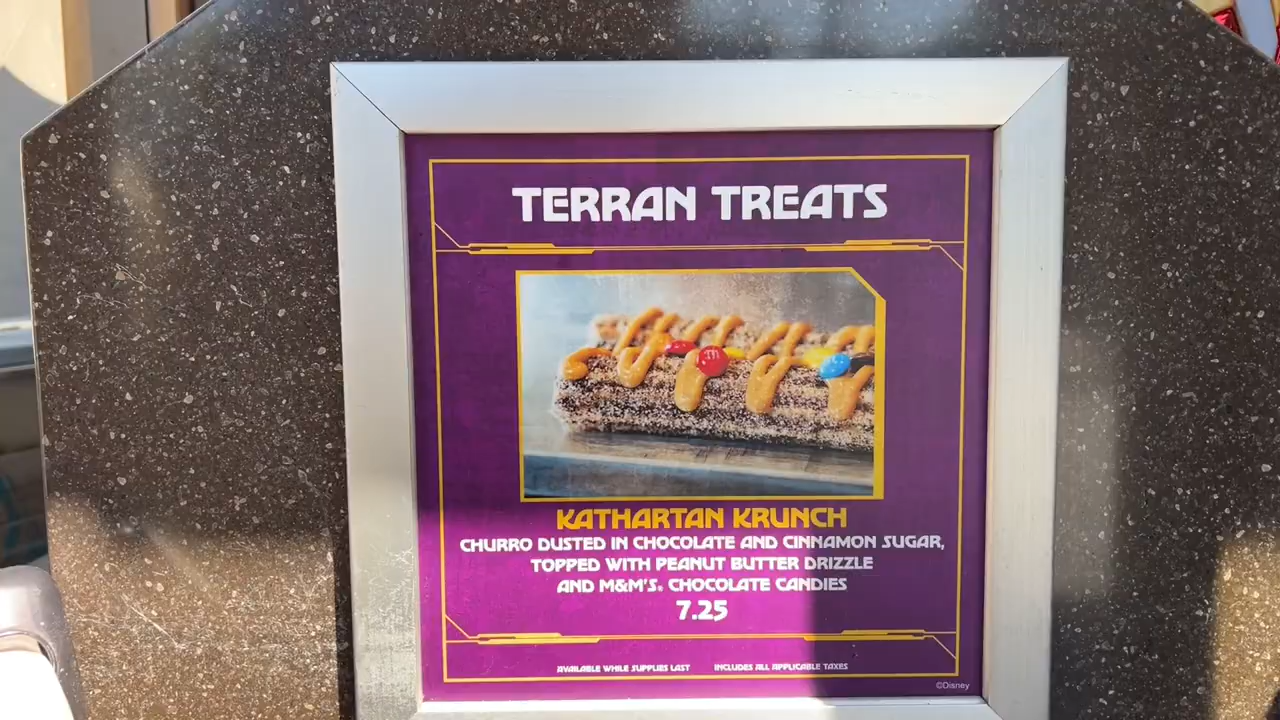 TERRAN TREATS
m
KATHARTAN KRUNCH
CHURRO DUSTED IN CHOCOLATE AND CINNAMON SUGAR,
TOPPED WITH PEANUT BUTTER DRIZZLE
AND M&M'S® CHOCOLATE CANDIES
7.25
AVAILABLE WHILE SUPPLIES LAST INCLUDES ALL APPLICABLE TAXES
©Disney